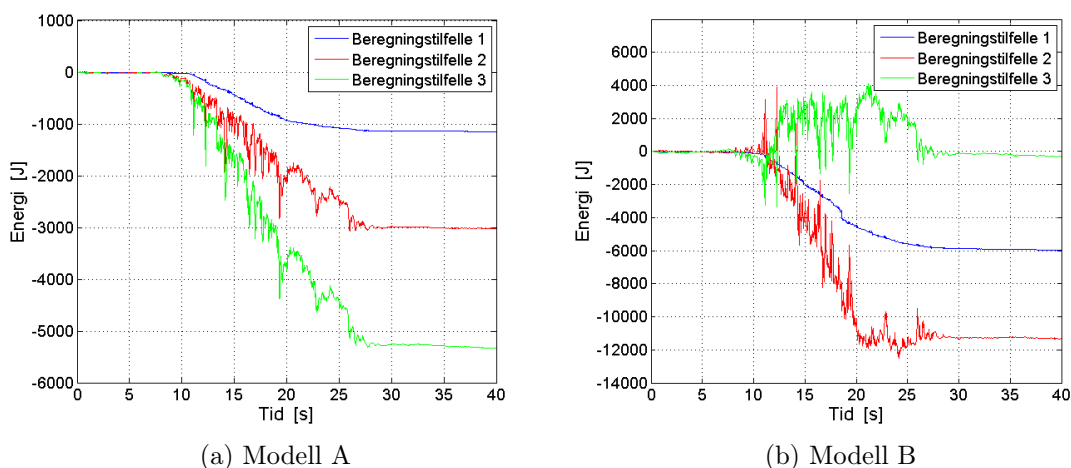 1000
0
-1000
-2000
-3000
-4000
-5000
-6000
Energi [J]
0 5 10 15 20 25 30 35 40
Tid [s]
Beregningstilfelle 1
Beregningstilfelle 2
Beregningstilfelle 3
(a) Modell A
6000
4000
2000
0
-2000
-4000
-6000
-8000
-10000
-12000
-14000
Energi [J]
0 5 10 15 20 25 30 35 40
Tid [s]
Beregningstilfelle 1
Beregningstilfelle 2
Beregningstilfelle 3
(b) Modell B